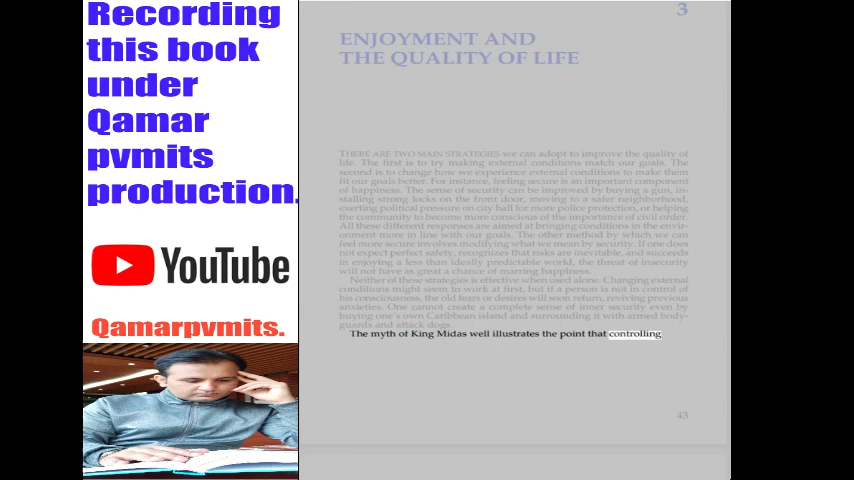 Recording
this book
under
Qamar
pvmits
production.
YouTube
Qamarpvmits.
3
ENJOYMENT AND
THE QUALITY OF LIFE
THERE ARE TWO MAIN STRATEGIES we can adopt to improve the quality of
life. The first is to try making external conditions match our goals. The
second is to change how we experience external conditions to make them
fit our goals better. For instance, feeling secure is an important component
of happiness. The sense of security can be improved by buying a gun, in-
stalling strong locks on the front door, moving to a safer neighborhood,
exerting political pressure on city hall for more police protection, or helping
the community to become more conscious of the importance of civil order.
All these different responses are aimed at bringing conditions in the envir-
onment more in line with our goals. The other method by which we can
feel more secure involves modifying what we mean by security. If one does
not expect perfect safety, recognizes that risks are inevitable, and succeeds
in enjoying a less than ideally predictable world, the threat of insecurity
will not have as great a chance of marring happiness.
Neither of these strategies is effective when used alone. Changing external
conditions might seem to work at first, but if a person is not in control of
his consciousness, the old fears or desires will soon return, reviving previous
anxieties. One cannot create a complete sense of inner security even by
buying one's own Caribbean island and surrounding it with armed body-
guards and attack dogs.
The myth of King Midas well illustrates the point that controlling
43